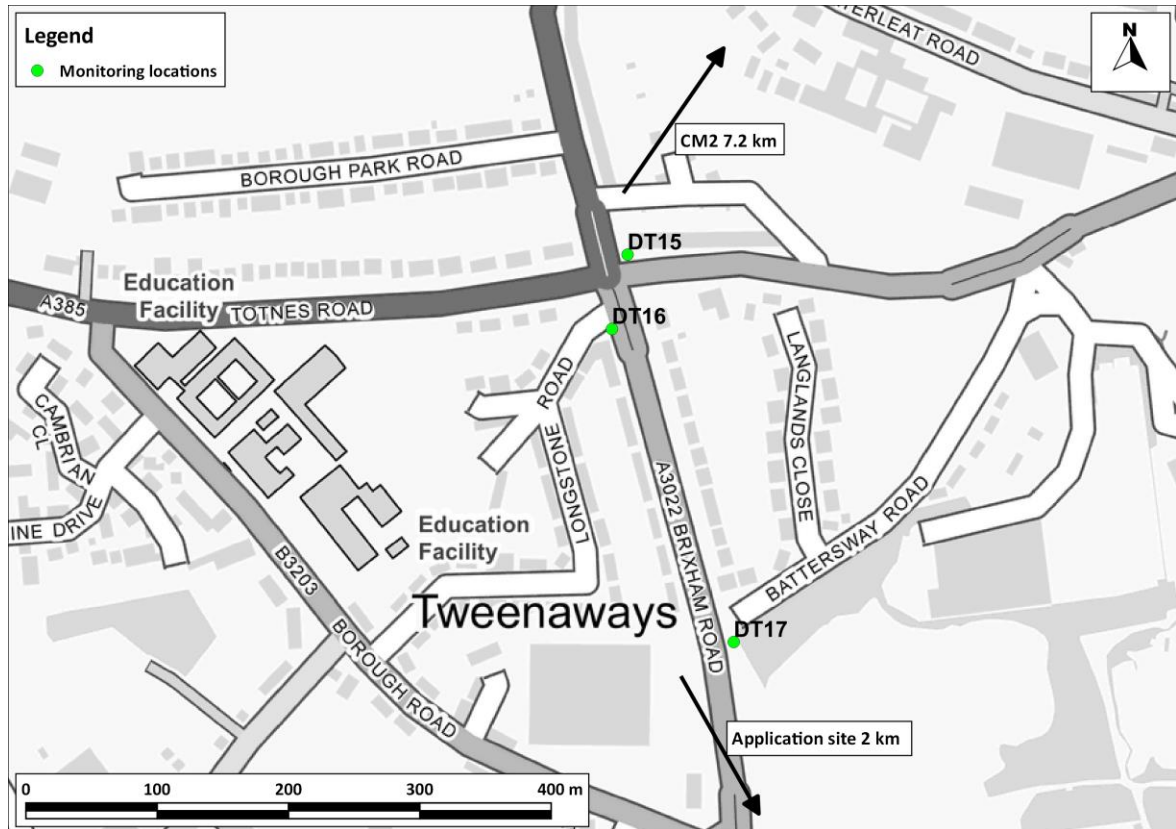 Legend
Monitoring locations
TERLEAT ROAD
N
CM2 7.2 km
BOROUGH PARK ROAD
DT15
Education
Facility
A385
TOTNES ROAD
DT16
LANGLANDS CLOSE
CAMBRIAN
CL
LONGSTONE ROAD
A3022 BRIXHAM ROAD
INE DRIVE
Education
Facility
BATTERSWAY ROAD
B3203
BOROUGH ROAD
Tweenaways
DT17
Application site 2 km
0 100 200 300 400 m